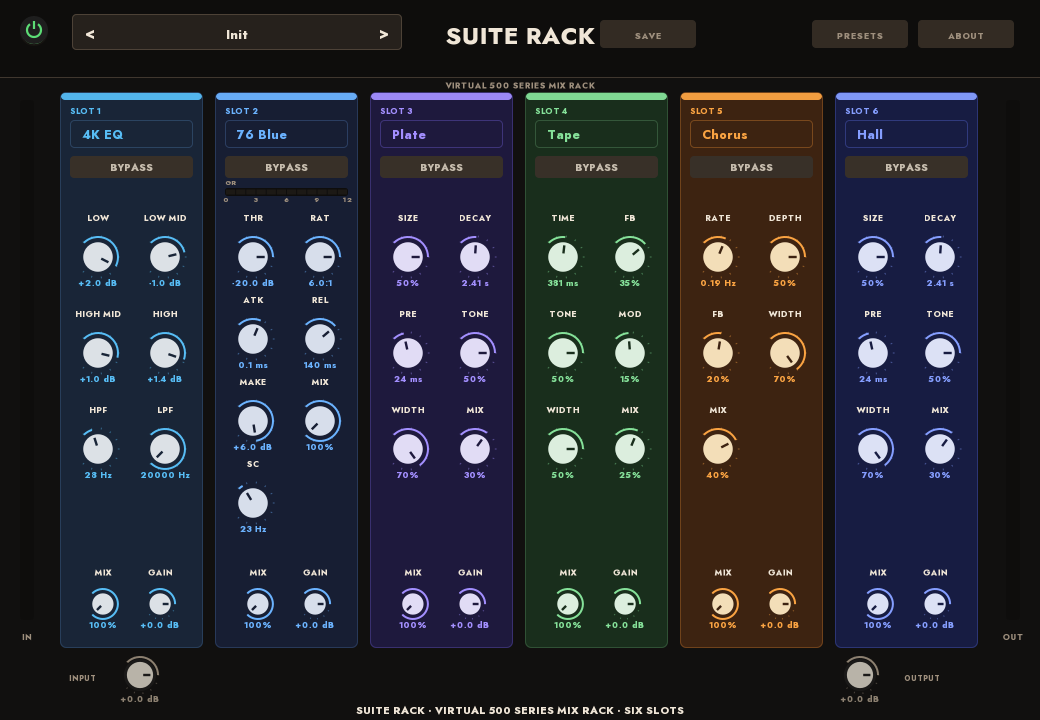 < Init >
SUITE RACK
SAVE
PRESETS
ABOUT
VIRTUAL 500 SERIES MIX RACK
SLOT 1
4K EQ
BYPASS
LOW LOW MID
+2.0 dB -1.0 dB
HIGH MID HIGH
+1.0 dB +1.4 dB
HPF LPF
28 Hz 20000 Hz
MIX GAIN
100% +0.0 dB
SLOT 2
76 Blue
BYPASS
GR
0 3 6 9 12
THR RAT
-20.0 dB 6.0:1
ATK REL
0.1 ms 140 ms
MAKE MIX
+6.0 dB 100%
SC
23 Hz
MIX GAIN
100% +0.0 dB
SLOT 3
Plate
BYPASS
SIZE DECAY
50% 2.41 s
PRE TONE
24 ms 50%
WIDTH MIX
70% 30%
MIX GAIN
100% +0.0 dB
SLOT 4
Tape
BYPASS
TIME FB
381 ms 35%
TONE MOD
50% 15%
WIDTH MIX
50% 25%
MIX GAIN
100% +0.0 dB
SLOT 5
Chorus
BYPASS
RATE DEPTH
0.19 Hz 50%
FB WIDTH
20% 70%
MIX
40%
MIX GAIN
100% +0.0 dB
SLOT 6
Hall
BYPASS
SIZE DECAY
50% 2.41 s
PRE TONE
24 ms 50%
WIDTH MIX
70% 30%
MIX GAIN
100% +0.0 dB
IN
OUT
INPUT
+0.0 dB
OUTPUT
+0.0 dB
SUITE RACK · VIRTUAL 500 SERIES MIX RACK · SIX SLOTS